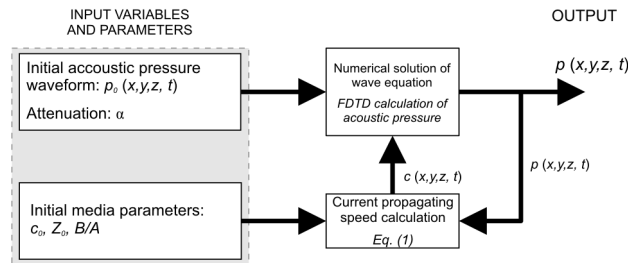 INPUT VARIABLES
AND PARAMETERS
OUTPUT
Initial accoustic pressure
waveform: p₀ (x,y,z, t)
Attenuation: α
Numerical solution of
wave equation
FDTD calculation of
acoustic pressure
p (x,y,z, t)
c (x,y,z, t)
p (x,y,z, t)
Initial media parameters:
c₀, Z₀, B/A
Current propagating
speed calculation
Eq. (1)